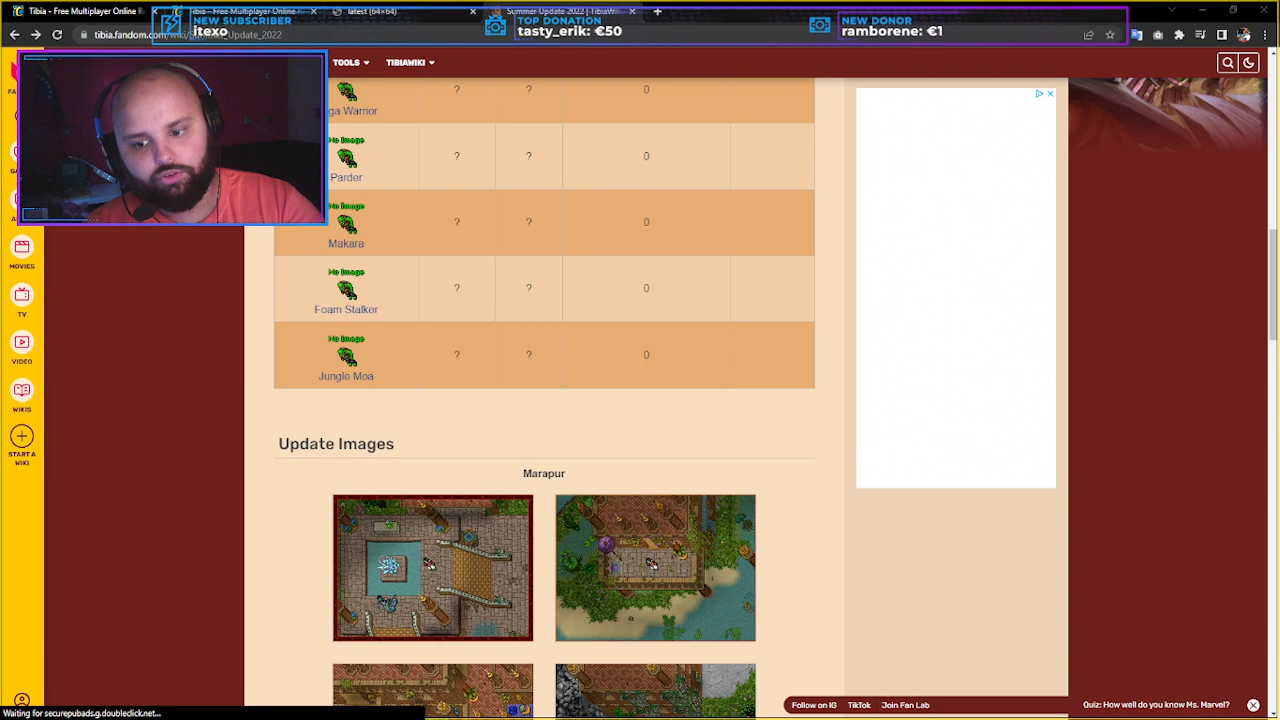 Tibia - Free Multiplayer Online R
Tibia - Free Multiplayer Online R
latest (64×64)
Summer Update 2022 | TibiaWi
NEW SUBSCRIBER
itexo
TOP DONATION
tasty_erik: €50
NEW DONOR
ramborene: €1
tibia.fandom.com/wiki/Summer_Update_2022
TOOLS
TIBIAWIKI
ga Warrior
? ? 0
No Image
Parder
? ? 0
No Image
Makara
? ? 0
No Image
Foam Stalker
? ? 0
No Image
Jungle Moa
? ? 0
MOVIES
TV
VIDEO
WIKIS
START A
WIKI
Update Images
Marapur
Follow on IG TikTok Join Fan Lab
Quiz: How well do you know Ms. Marvel?
Waiting for securepubads.g.doubleclick.net...